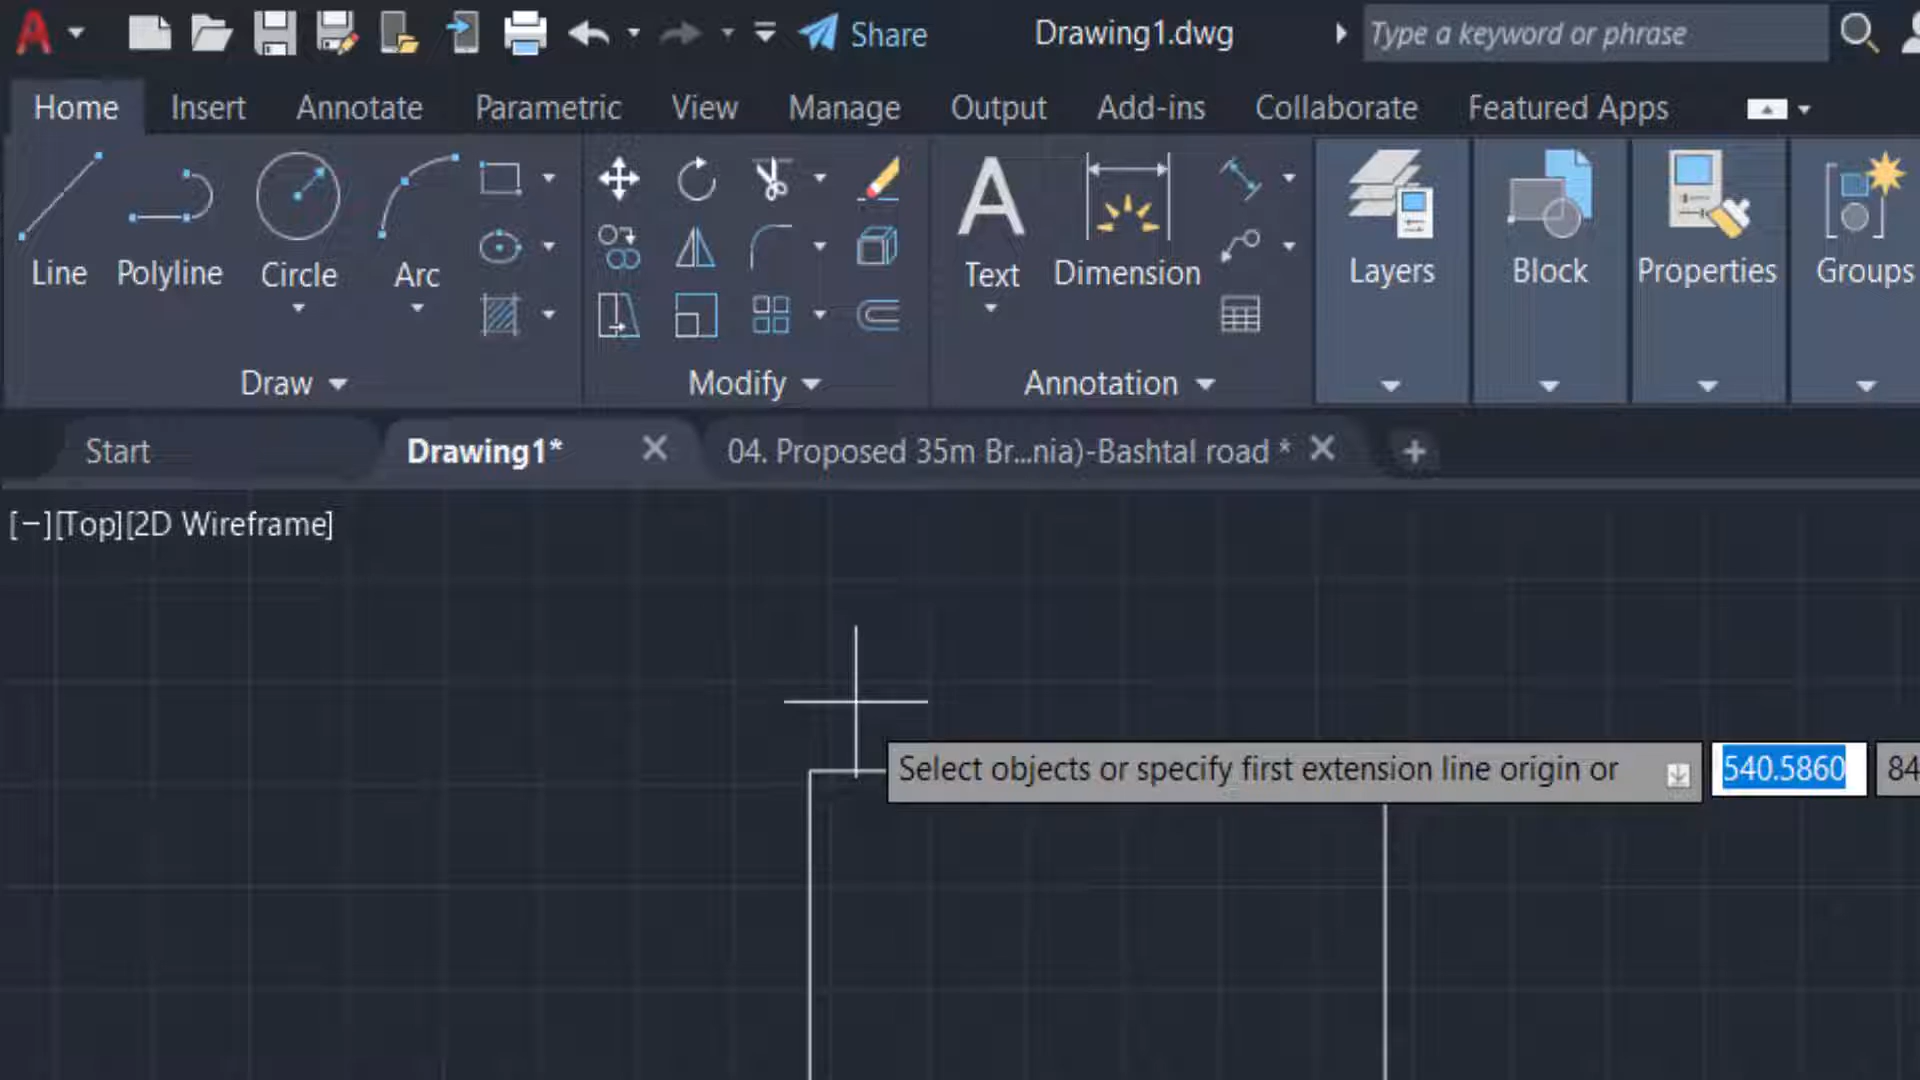 Share Drawing1.dwg Type a keyword or phrase
Home Insert Annotate Parametric View Manage Output Add-ins Collaborate Featured Apps
Line Polyline Circle Arc Text Dimension Layers Block Properties Groups
Draw Modify Annotation
Start Drawing1* 04. Proposed 35m Br...nia)-Bashtal road *
[−][Top][2D Wireframe]
Select objects or specify first extension line origin or 540.5860 84